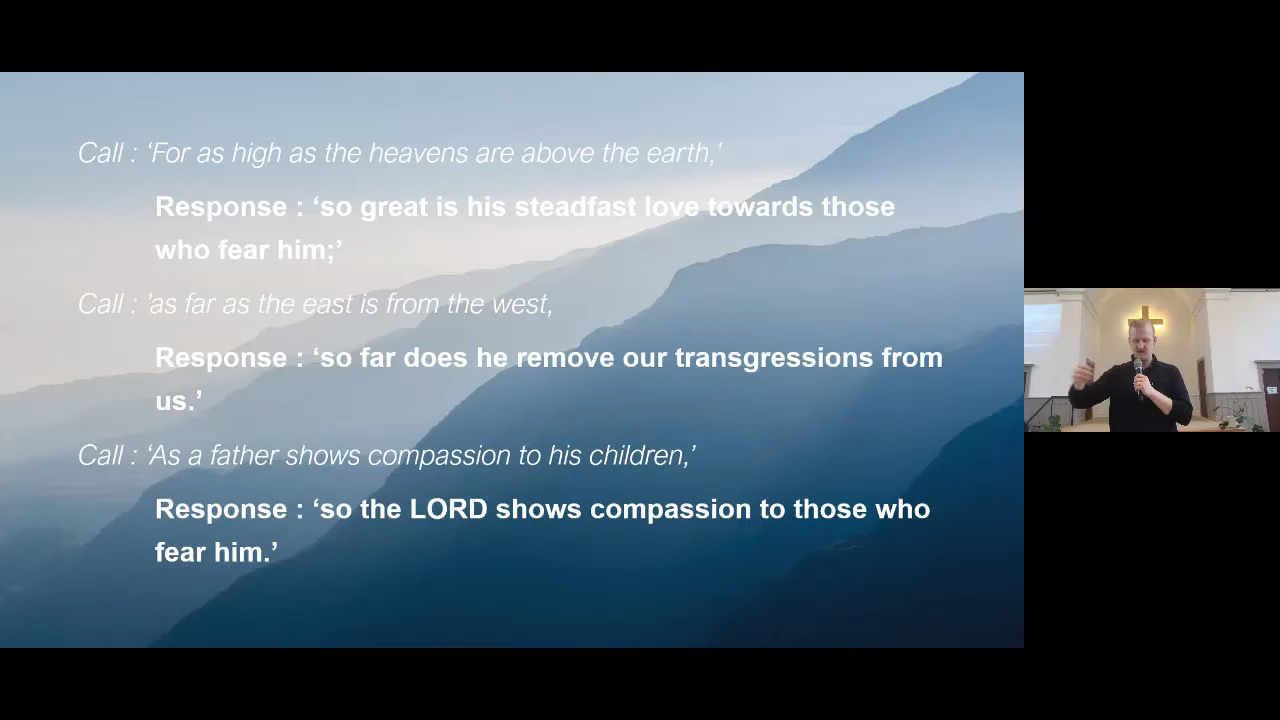 Call : ‘For as high as the heavens are above the earth,’
Response : ‘so great is his steadfast love towards those
who fear him;’
Call : ’as far as the east is from the west,
Response : ‘so far does he remove our transgressions from
us.’
Call : ‘As a father shows compassion to his children,’
Response : ‘so the LORD shows compassion to those who
fear him.’